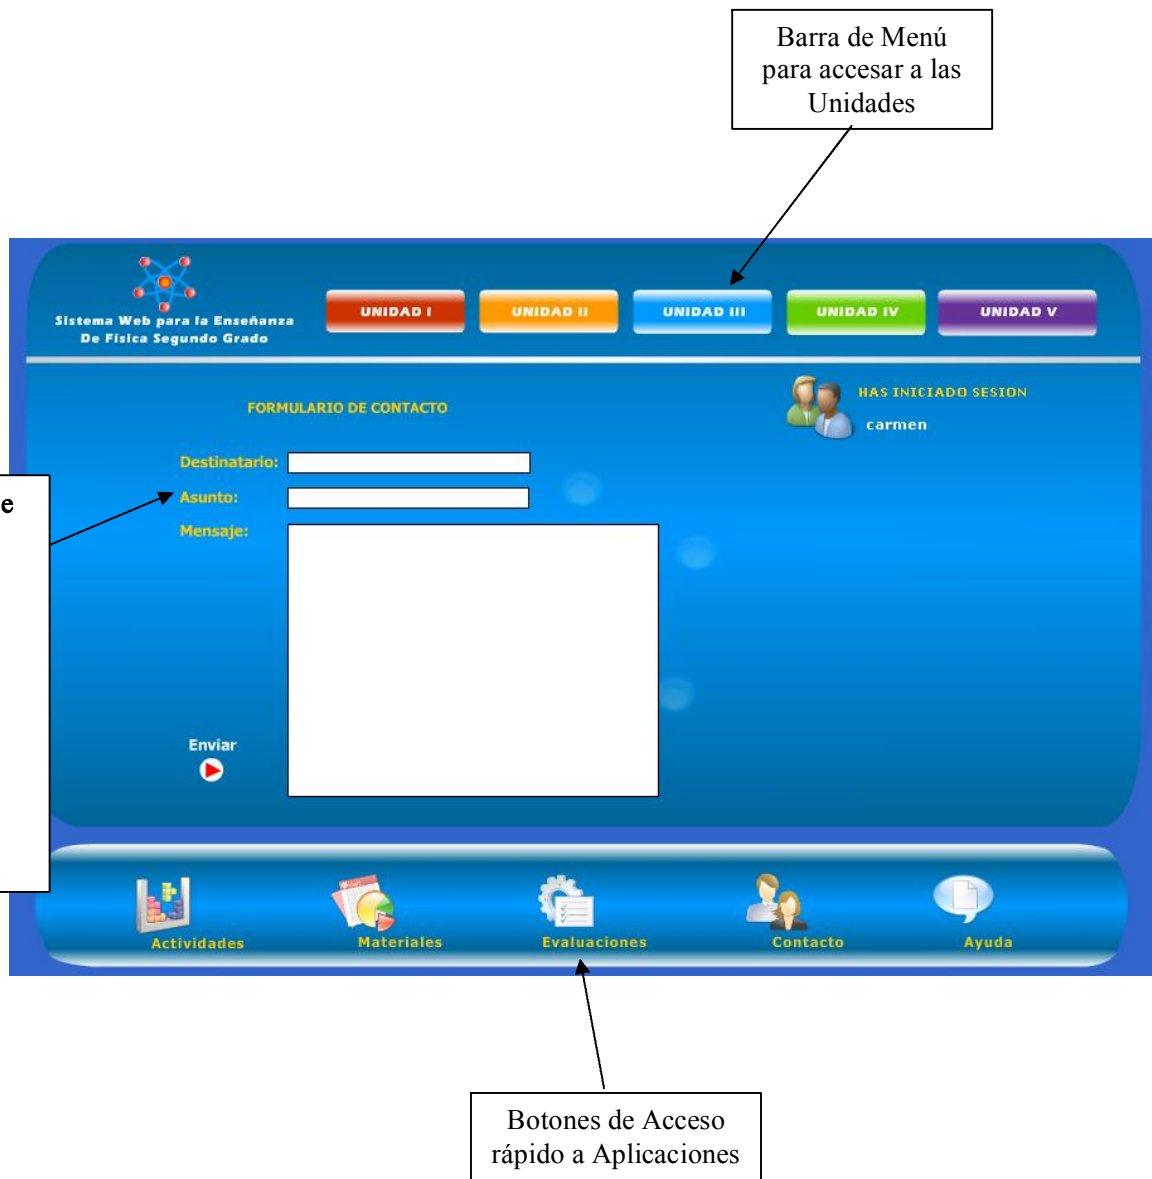 Barra de Menú
para accesar a las
Unidades
Sistema Web para la Enseñanza
De Física Segundo Grado
UNIDAD I
UNIDAD II
UNIDAD III
UNIDAD IV
UNIDAD V
FORMULARIO DE CONTACTO
HAS INICIADO SESION
carmen
Destinatario:
Asunto:
Mensaje:
Enviar
Actividades
Materiales
Evaluaciones
Contacto
Ayuda
Botones de Acceso
rápido a Aplicaciones